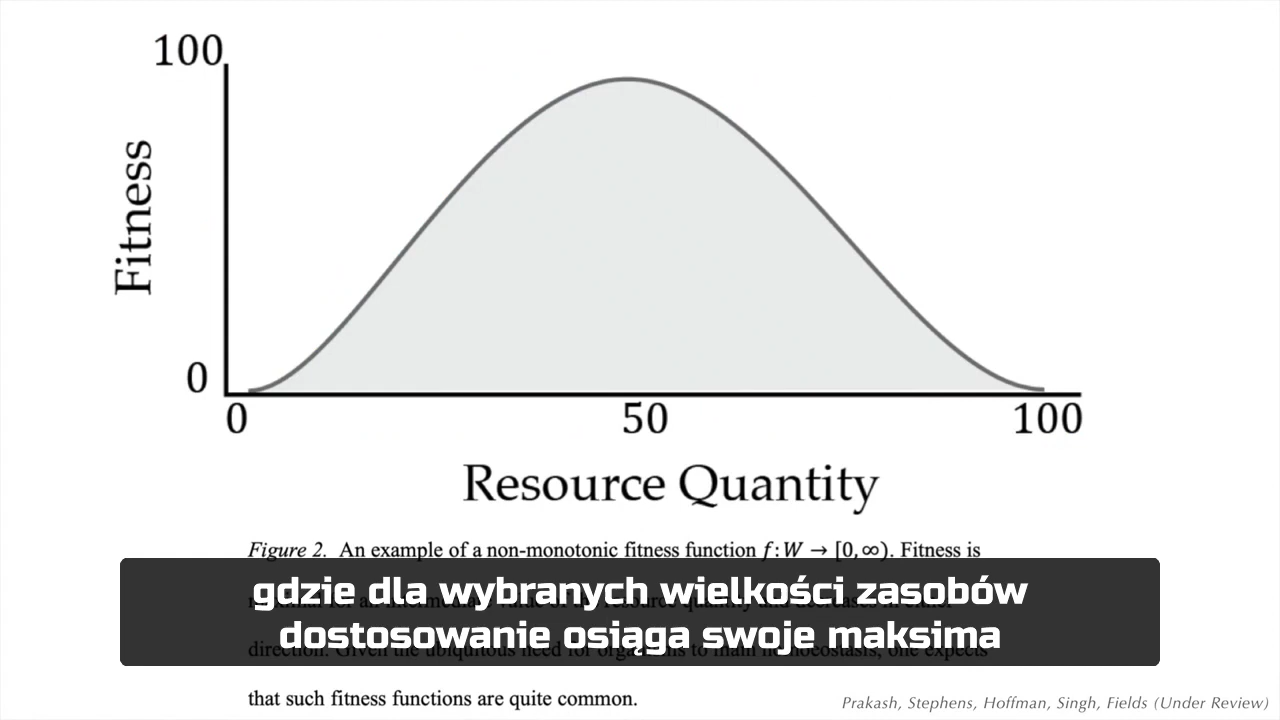 100
Fitness
0
0 50 100
Resource Quantity
Figure 2. An example of a non-monotonic fitness function f : W → [0,∞). Fitness is
gdzie dla wybranych wielkości zasobów
dostosowanie osiąga swoje maksima
that such fitness functions are quite common.
Prakash, Stephens, Hoffman, Singh, Fields (Under Review)